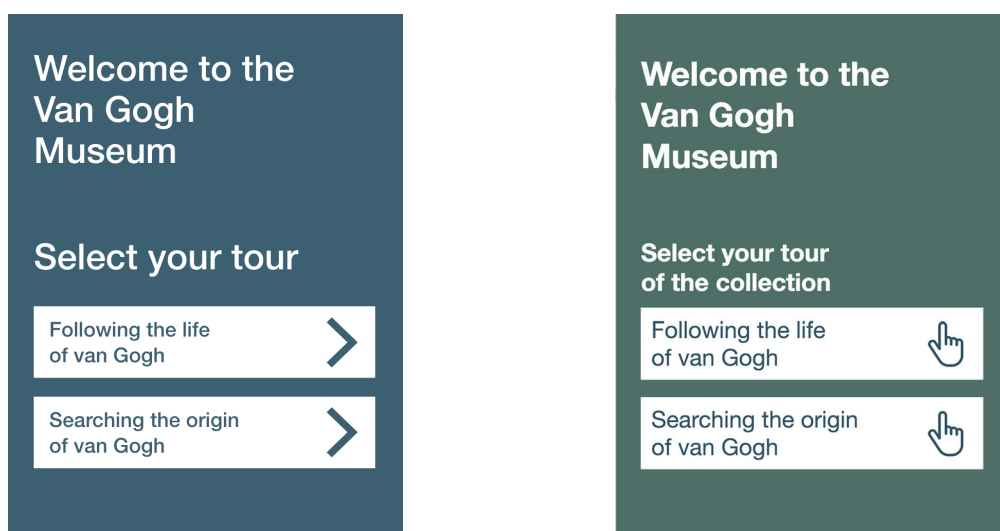 Welcome to the
Van Gogh
Museum
Select your tour
Following the life
of van Gogh
Searching the origin
of van Gogh
Welcome to the
Van Gogh
Museum
Select your tour
of the collection
Following the life
of van Gogh
Searching the origin
of van Gogh